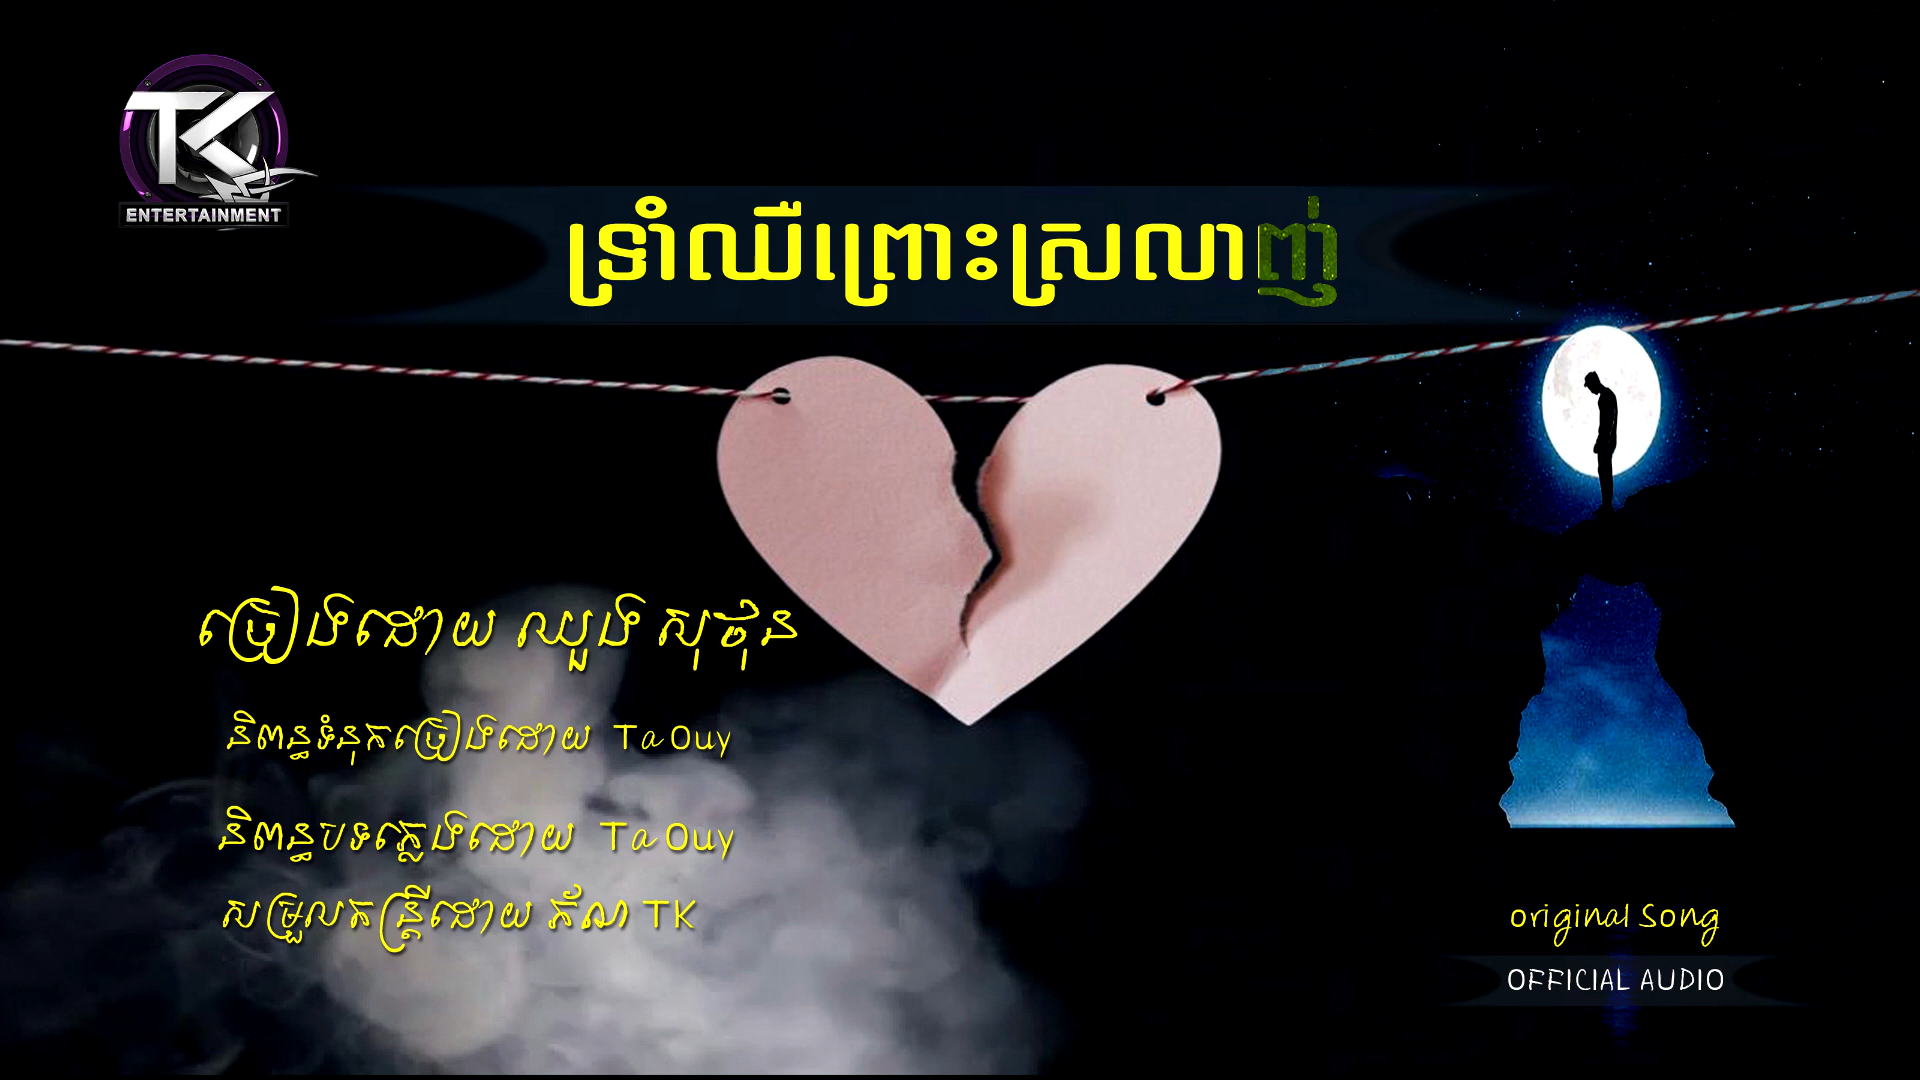 TK
ENTERTAINMENT
ទ្រាំឈឺព្រោះស្រលាញ់
ច្រៀងដោយ ឈួង សុថុន
និពន្ធទំនុកច្រៀងដោយ Ta Ouy
និពន្ធបទភ្លេងដោយ Ta Ouy
សម្រួលតន្ត្រីដោយ ភ័ណ TK
original Song
OFFICIAL AUDIO